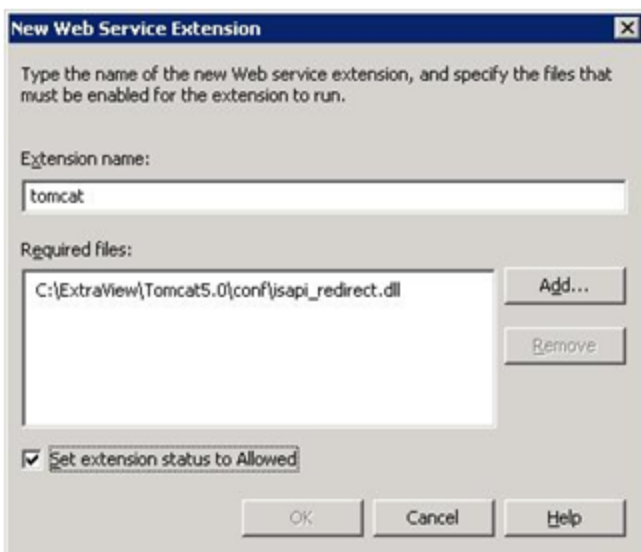 New Web Service Extension
Type the name of the new Web service extension, and specify the files that
must be enabled for the extension to run.
Extension name:
tomcat
Required files:
C:\ExtraView\Tomcat5.0\conf\isapi_redirect.dll
Add...
Remove
Set extension status to Allowed
OK
Cancel
Help